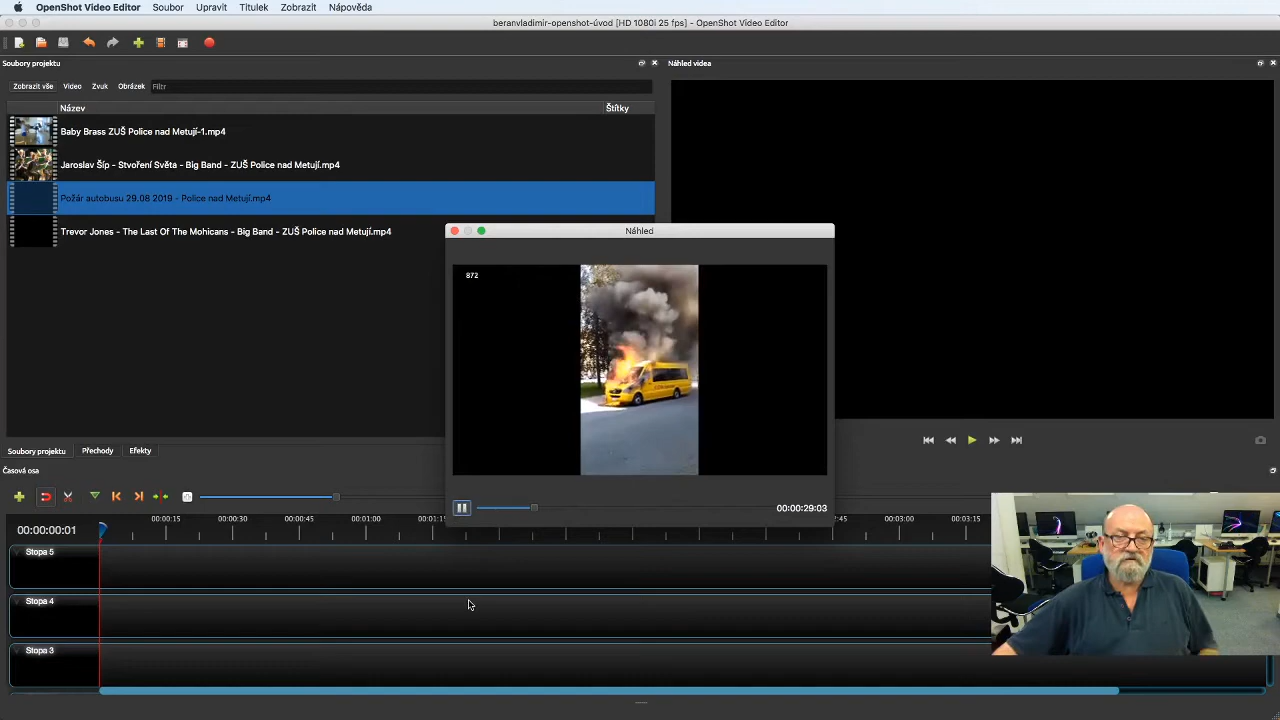 OpenShot Video Editor Soubor Upravit Titulek Zobrazit Nápověda
beranvladimir-openshot-úvod [HD 1080i 25 fps] - OpenShot Video Editor
Soubory projektu
Náhled videa
Zobrazit vše Video Zvuk Obrázek Filtr
Název Štítky
Baby Brass ZUŠ Police nad Metují-1.mp4
Jaroslav Šíp - Stvoření Světa - Big Band - ZUŠ Police nad Metují.mp4
Požár autobusu 29.08 2019 - Police nad Metují.mp4
Trevor Jones - The Last Of The Mohicans - Big Band - ZUŠ Police nad Metují.mp4
Náhled
872
00:00:29:03
Soubory projektu Přechody Efekty
Časová osa
00:00:00:01
00:00:15 00:00:30 00:00:45 00:01:00 00:01:15 :45 00:03:00 00:03:15
Stopa 5
Stopa 4
Stopa 3